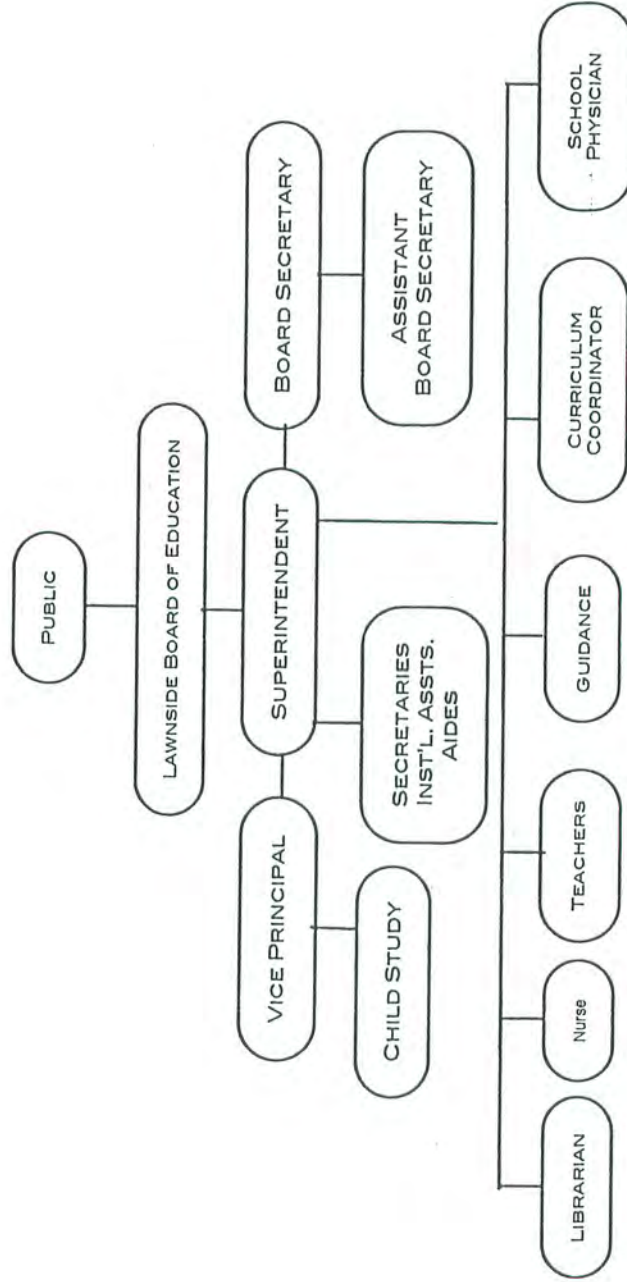 PUBLIC
LAWNSIDE BOARD OF EDUCATION
VICE PRINCIPAL
SUPERINTENDENT
BOARD SECRETARY
CHILD STUDY
SECRETARIES
INST'L. ASSTS.
AIDES
ASSISTANT
BOARD SECRETARY
LIBRARIAN
Nurse
TEACHERS
GUIDANCE
CURRICULUM
COORDINATOR
SCHOOL
PHYSICIAN